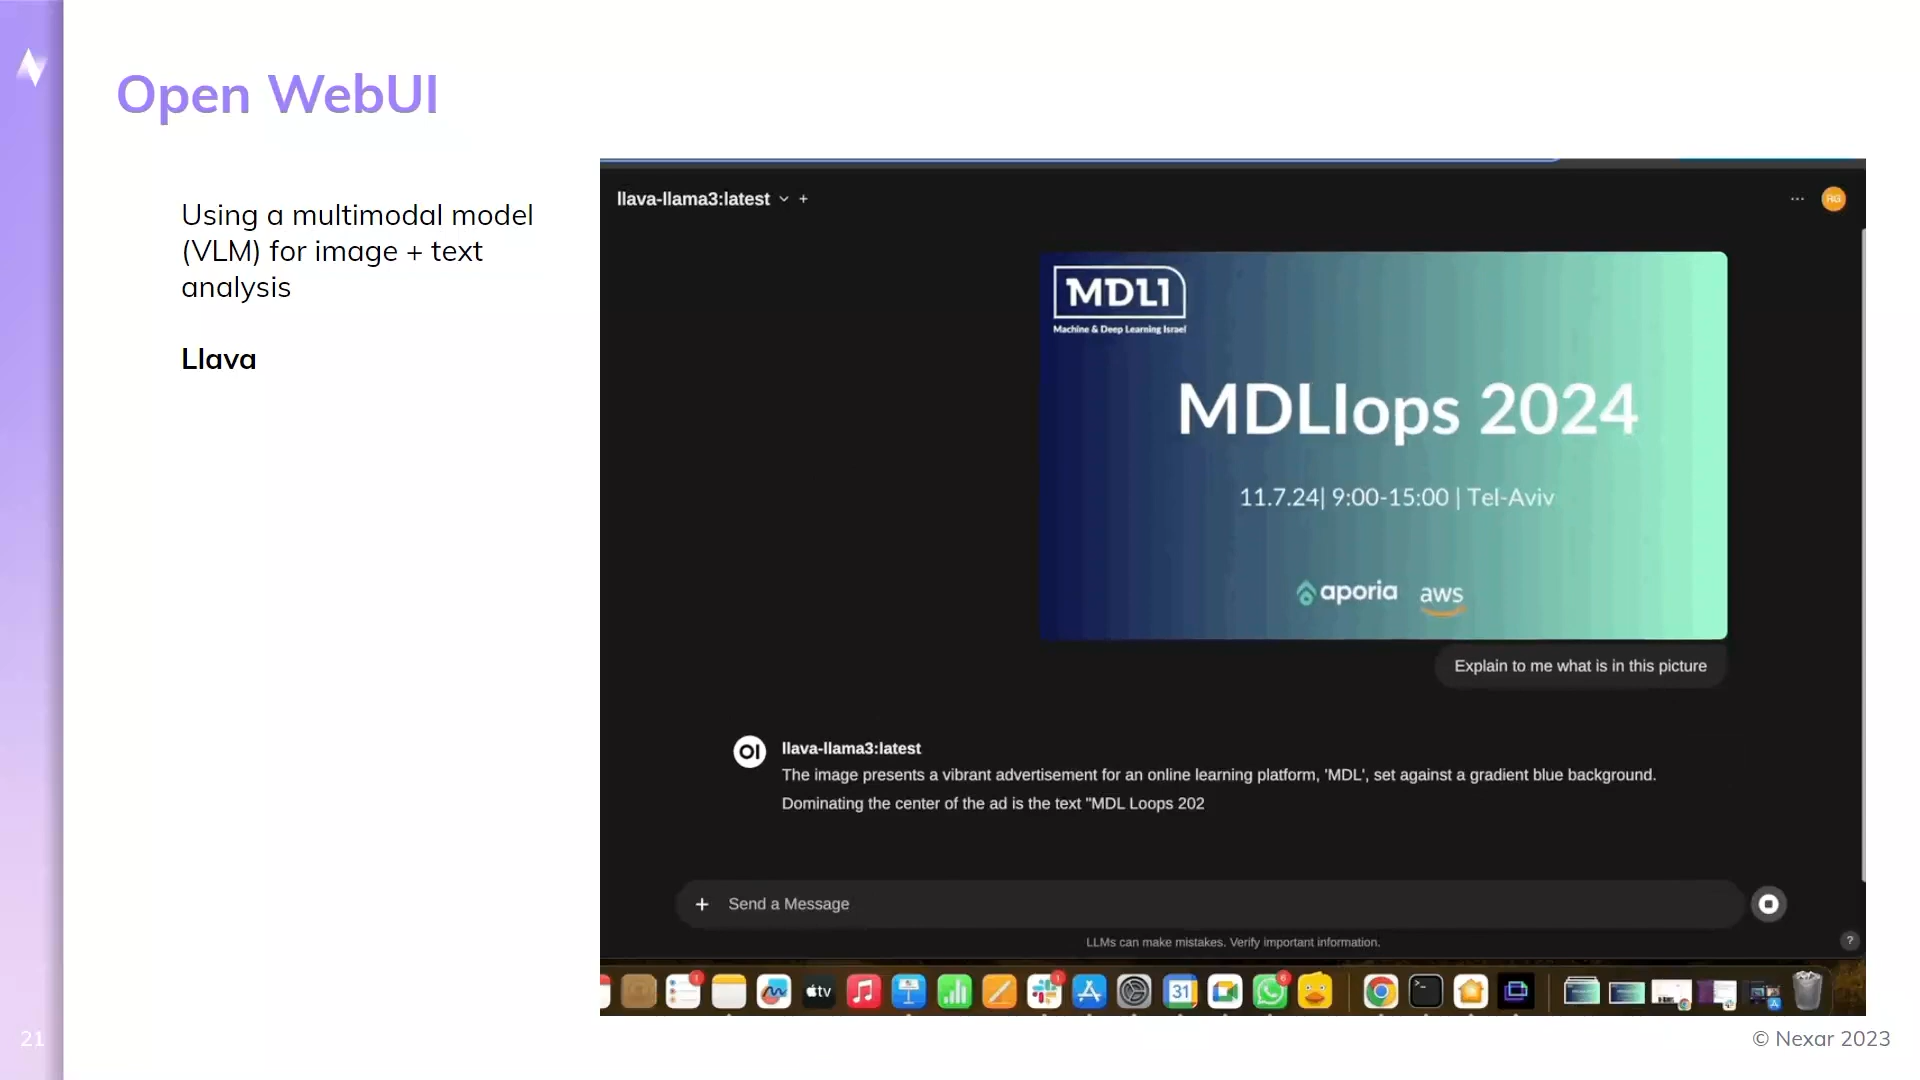 Open WebUI
Using a multimodal model
(VLM) for image + text
analysis
Llava
llava-llama3:latest
RG
MDLI
Machine & Deep Learning Israel
MDLIops 2024
11.7.24| 9:00-15:00 | Tel-Aviv
aporia aws
Explain to me what is in this picture
OI
llava-llama3:latest
The image presents a vibrant advertisement for an online learning platform, 'MDL', set against a gradient blue background.
Dominating the center of the ad is the text "MDL Loops 202
Send a Message
LLMs can make mistakes. Verify important information.
?
tv
31
21
© Nexar 2023